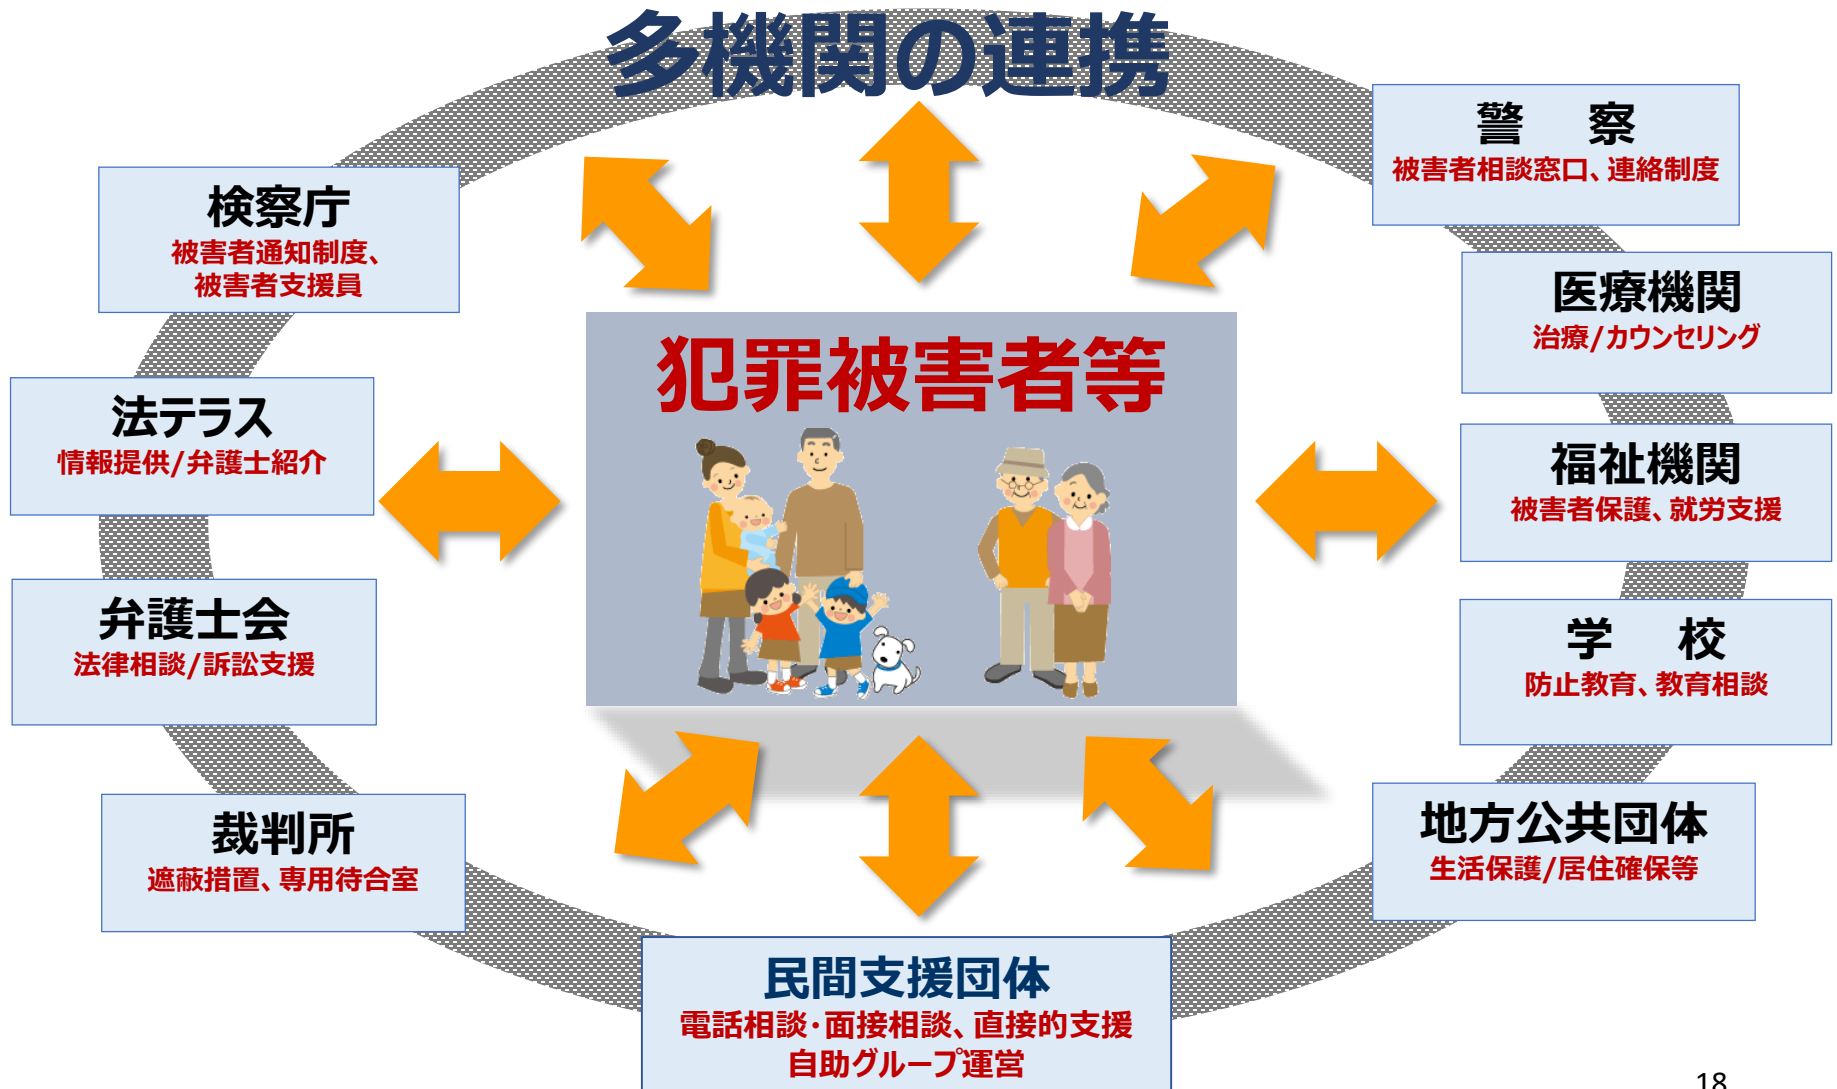 多機関の連携
警　察
被害者相談窓口、連絡制度
検察庁
被害者通知制度、
被害者支援員
医療機関
治療/カウンセリング
犯罪被害者等
法テラス
情報提供/弁護士紹介
福祉機関
被害者保護、就労支援
弁護士会
法律相談/訴訟支援
学　校
防止教育、教育相談
裁判所
遮蔽措置、専用待合室
地方公共団体
生活保護/居住確保等
民間支援団体
電話相談・面接相談、直接的支援
自助グループ運営
18